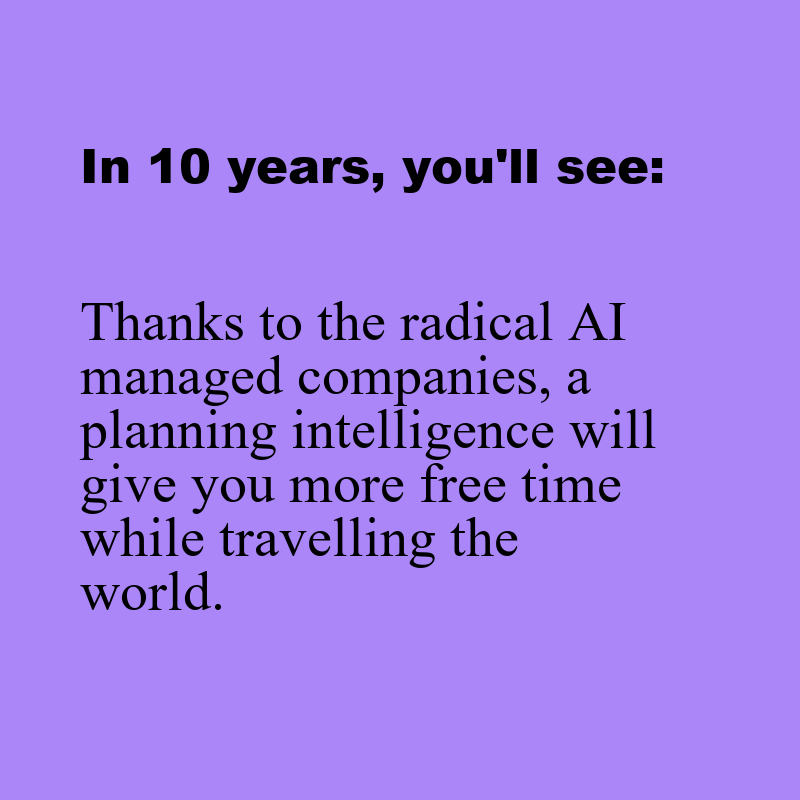 In 10 years, you'll see:
Thanks to the radical AI
managed companies, a
planning intelligence will
give you more free time
while travelling the
world.